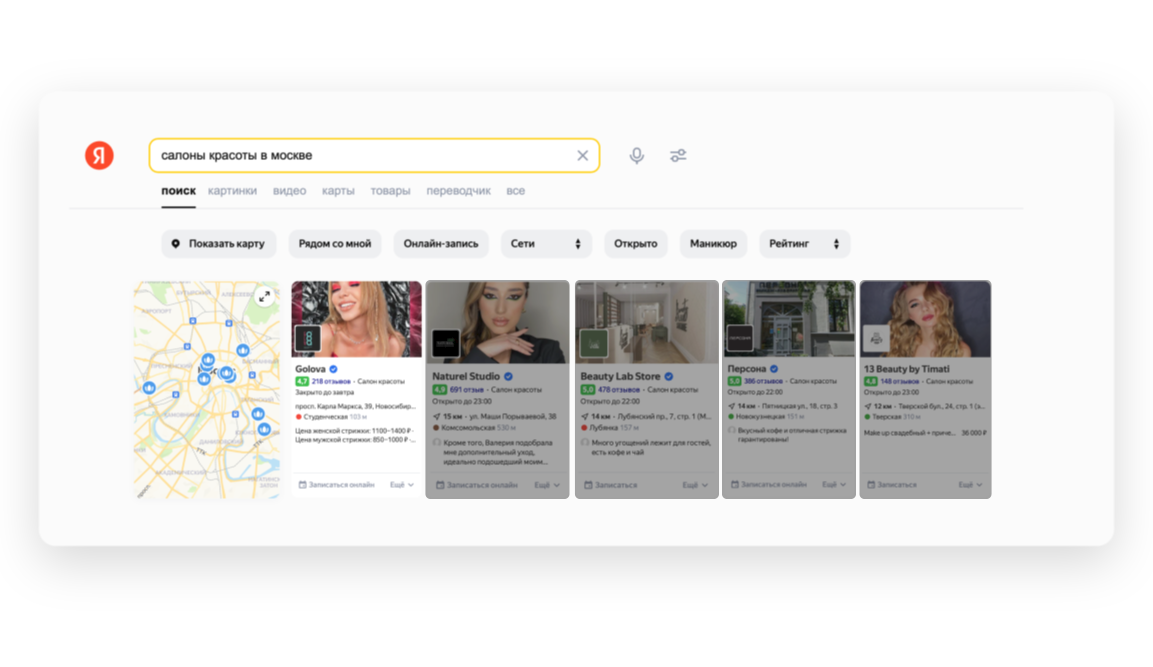 Я
салоны красоты в москве
поиск картинки видео карты товары переводчик все
Показать карту Рядом со мной Онлайн-запись Сети Открыто Маникюр Рейтинг
АЭРОПОРТ
ТТК
Golova
4,7 218 отзывов · Салон красоты
Закрыто до завтра
просп. Карла Маркса, 39, Новосибир...
Студенческая 103 м
Цена женской стрижки: 1100–1400 ₽ ·
Цена мужской стрижки: 850–1000 ₽ ·...
Записаться онлайн Ещё
Naturel Studio
4,9 691 отзыв · Салон красоты
Открыто до 23:00
15 км · ул. Маши Порываевой, 38
Комсомольская 530 м
Кроме того, Валерия подобрала
мне дополнительный уход,
идеально подошедший моим...
Записаться онлайн Ещё
Beauty Lab Store
5,0 478 отзывов · Салон красоты
Открыто до 22:00
14 км · Лубянский пр., 7, стр. 1 (М...
Лубянка 157 м
Много угощений лежит для гостей,
есть кофе и чай
Записаться Ещё
Персона
5,0 386 отзывов · Салон красоты
Открыто до 22:00
14 км · Пятницкая ул., 18, стр. 3
Новокузнецкая 151 м
Вкусный кофе и отличная стрижка
гарантированы!
Записаться онлайн Ещё
13 Beauty by Timati
4,8 148 отзывов · Салон красоты
Открыто до 22:00
12 км · Тверской бул., 24, стр. 1 (э...
Тверская 310 м
Make up свадебный + приче... 36 000 ₽
Записаться Ещё